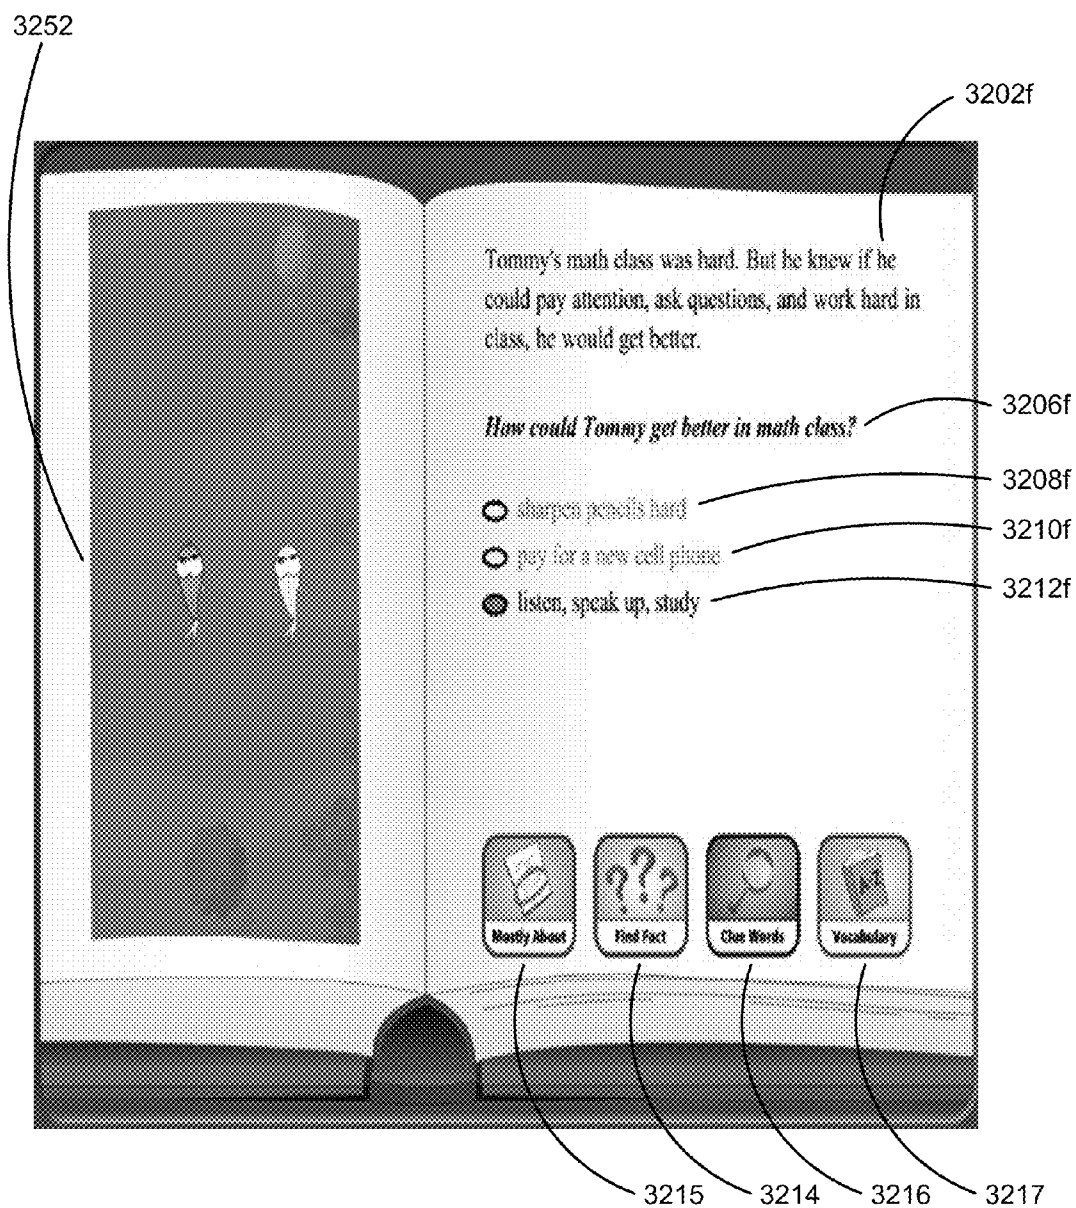 3252
3202f
Tommy's math class was hard. But he knew if he
could pay attention, ask questions, and work hard in
class, he would get better.
3206f
How could Tommy get better in math class?
3208f
sharpen pencils hard
3210f
pay for a new cell phone
3212f
listen, speak up, study
Mostly About
Find Fact
Clue Words
Vocabulary
3215
3214
3216
3217